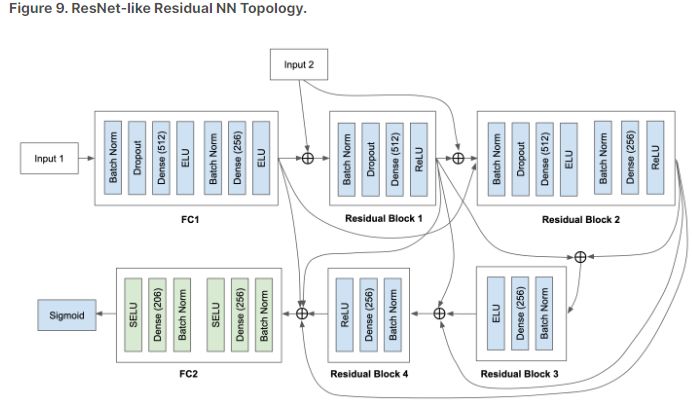 Figure 9. ResNet-like Residual NN Topology.
Input 2
Input 1
Batch Norm
Dropout
Dense (512)
ELU
Batch Norm
Dense (256)
ELU
FC1
Batch Norm
Dropout
Dense (512)
ReLU
Residual Block 1
Batch Norm
Dropout
Dense (512)
ELU
Batch Norm
Dense (256)
ReLU
Residual Block 2
Sigmoid
SELU
Dense (206)
Batch Norm
SELU
Dense (256)
Batch Norm
FC2
ReLU
Dense (256)
Batch Norm
Residual Block 4
ELU
Dense (256)
Batch Norm
Residual Block 3